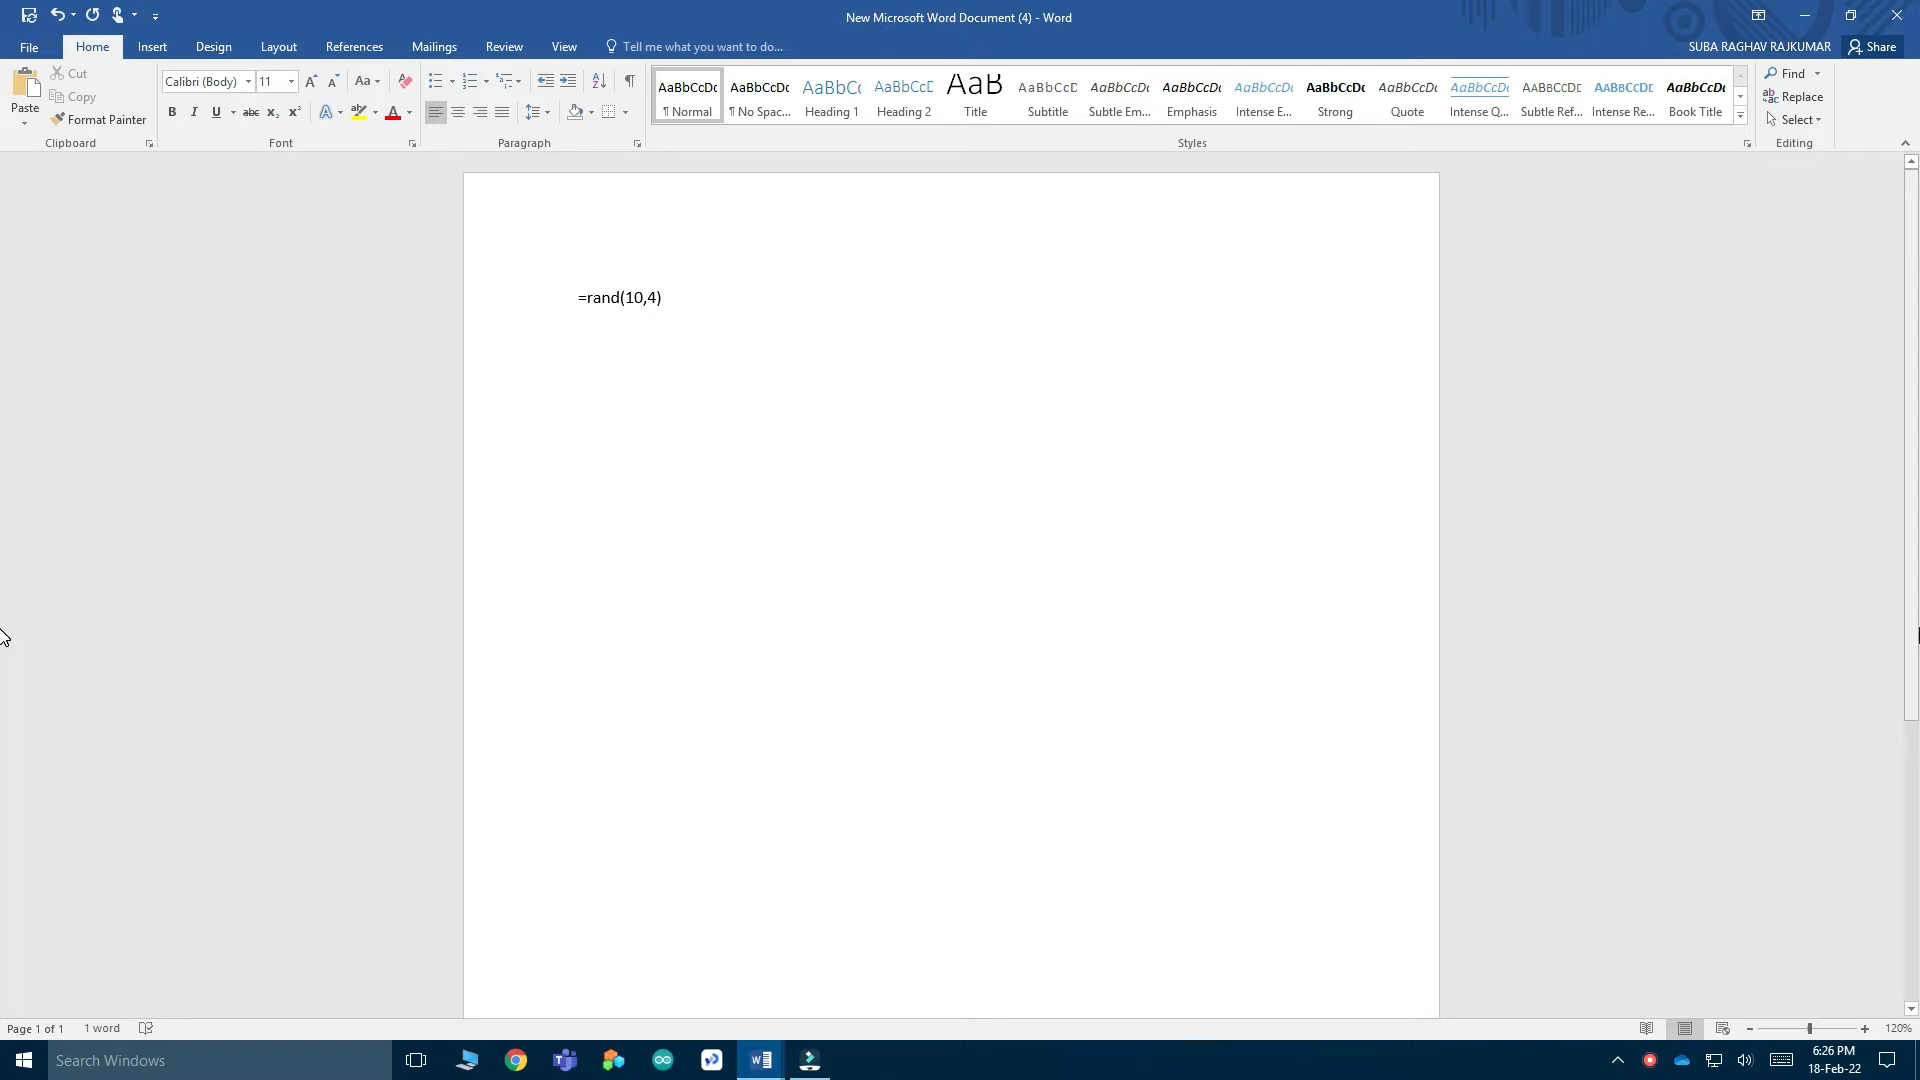 New Microsoft Word Document (4) - Word
File Home Insert Design Layout References Mailings Review View Tell me what you want to do... SUBA RAGHAV RAJKUMAR Share
Paste
Cut
Copy
Format Painter
Clipboard
Calibri (Body) 11
Font
Paragraph
AaBbCcDc AaBbCcDc AaBbCc AaBbCcD AaB AaBbCcD AaBbCcDc AaBbCcDc AaBbCcDc AaBbCcDc AaBbCcDc AaBbCcDc AABBCCDE AABBCCDE AaBbCcDc
¶ Normal ¶ No Spac... Heading 1 Heading 2 Title Subtitle Subtle Em... Emphasis Intense E... Strong Quote Intense Q... Subtle Ref... Intense Re... Book Title
Styles
Find
Replace
Select
Editing
=rand(10,4)
Page 1 of 1 1 word 120%
Search Windows
6:26 PM
18-Feb-22